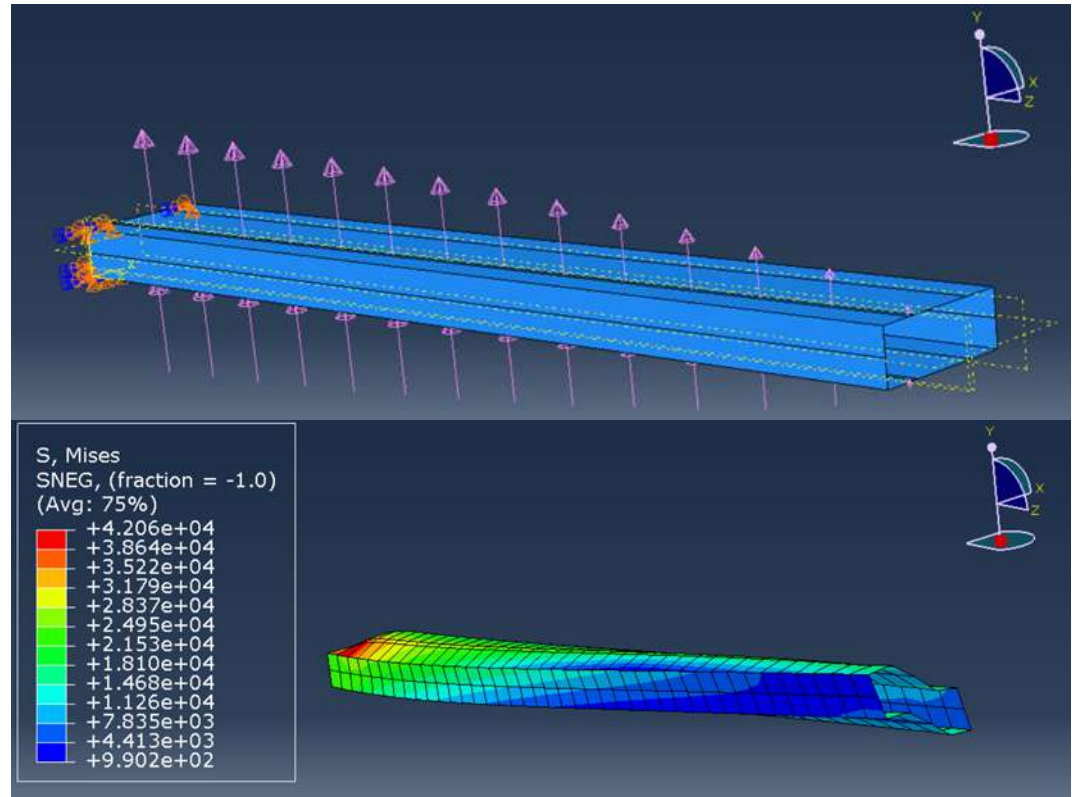 Y
X
Z
X
S, Mises
SNEG, (fraction = -1.0)
(Avg: 75%)
+4.206e+04
+3.864e+04
+3.522e+04
+3.179e+04
+2.837e+04
+2.495e+04
+2.153e+04
+1.810e+04
+1.468e+04
+1.126e+04
+7.835e+03
+4.413e+03
+9.902e+02
Y
X
Z